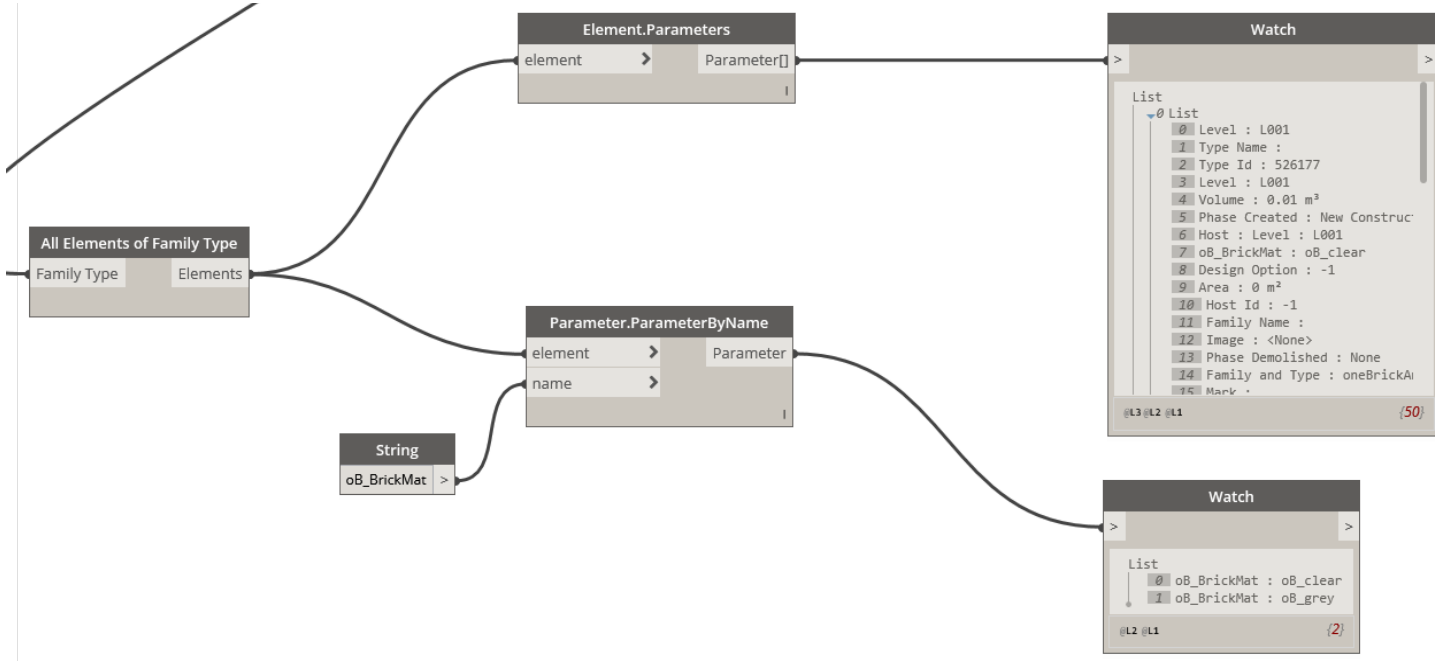 Element.Parameters
element > Parameter[]
Watch
> >
List
0 List
0 Level : L001
1 Type Name :
2 Type Id : 526177
3 Level : L001
4 Volume : 0.01 m³
5 Phase Created : New Construc
6 Host : Level : L001
7 oB_BrickMat : oB_clear
8 Design Option : -1
9 Area : 0 m²
10 Host Id : -1
11 Family Name :
12 Image : <None>
13 Phase Demolished : None
14 Family and Type : oneBrickA
15 Mark :
@L3 @L2 @L1 {50}
All Elements of Family Type
Family Type Elements
Parameter.ParameterByName
element > Parameter
name >
String
oB_BrickMat >
Watch
> >
List
0 oB_BrickMat : oB_clear
1 oB_BrickMat : oB_grey
@L2 @L1 {2}